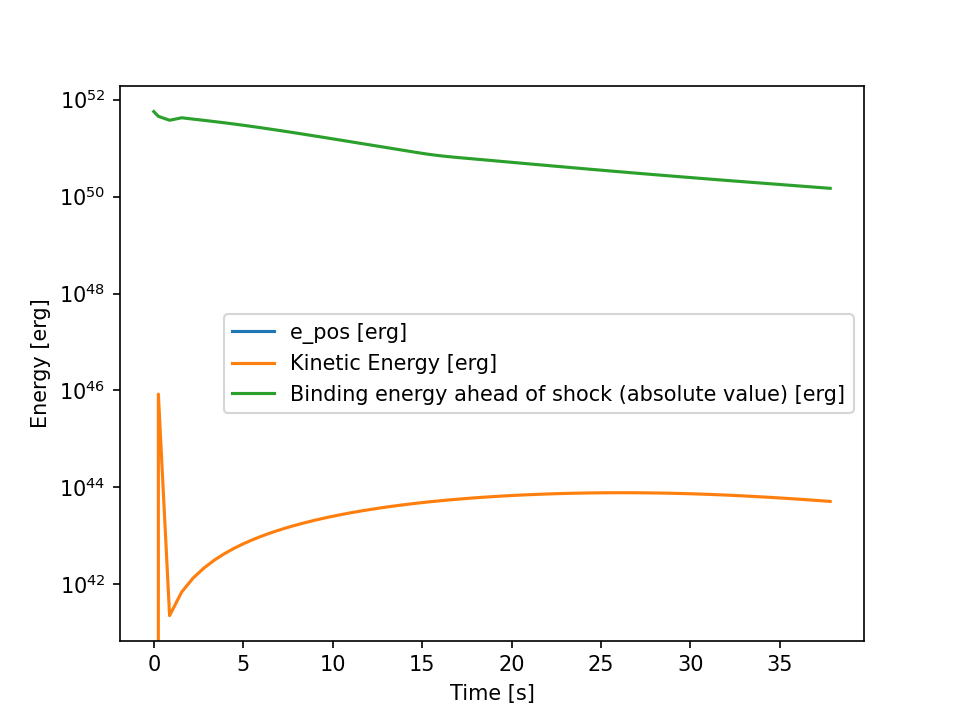 10^52
10^50
10^48
10^46
10^44
10^42
Energy [erg]
e_pos [erg]
Kinetic Energy [erg]
Binding energy ahead of shock (absolute value) [erg]
0 5 10 15 20 25 30 35
Time [s]